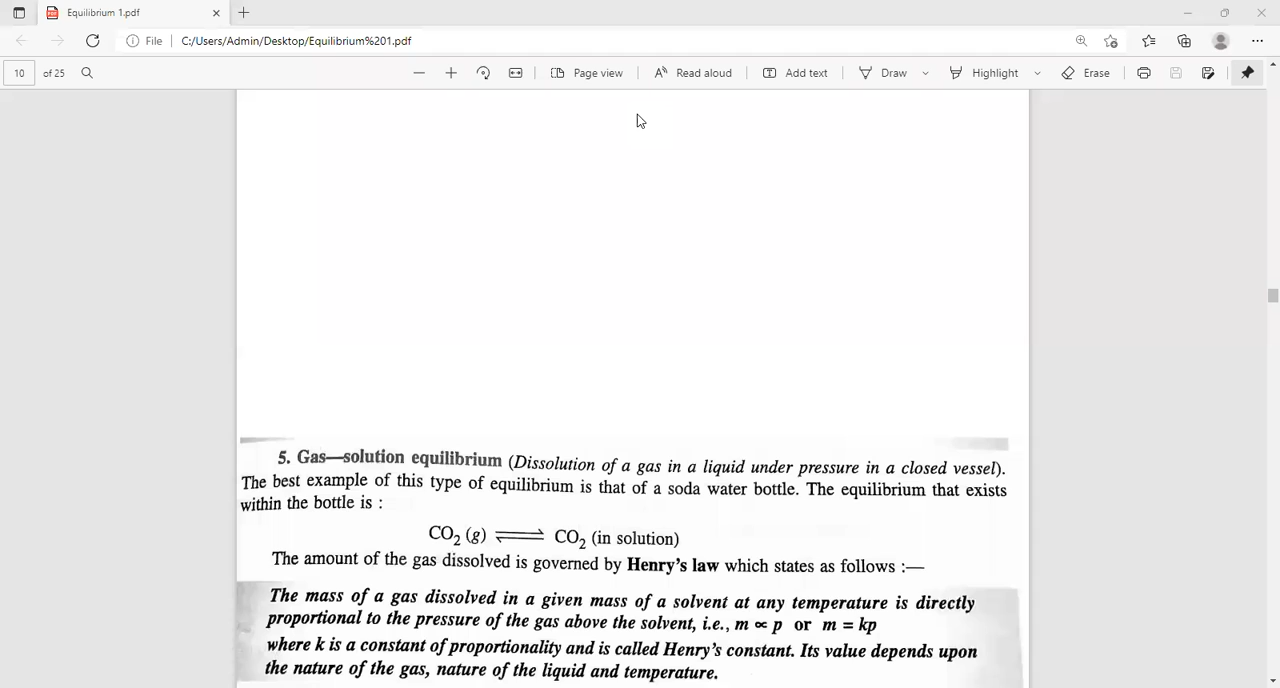 Equilibrium 1.pdf
File C:/Users/Admin/Desktop/Equilibrium%201.pdf
10 of 25 Page view Read aloud Add text Draw Highlight Erase
5. Gas—solution equilibrium (Dissolution of a gas in a liquid under pressure in a closed vessel).
The best example of this type of equilibrium is that of a soda water bottle. The equilibrium that exists
within the bottle is :
CO₂ (g) ⇌ CO₂ (in solution)
The amount of the gas dissolved is governed by Henry's law which states as follows :—
The mass of a gas dissolved in a given mass of a solvent at any temperature is directly
proportional to the pressure of the gas above the solvent, i.e., m ∝ p or m = kp
where k is a constant of proportionality and is called Henry's constant. Its value depends upon
the nature of the gas, nature of the liquid and temperature.